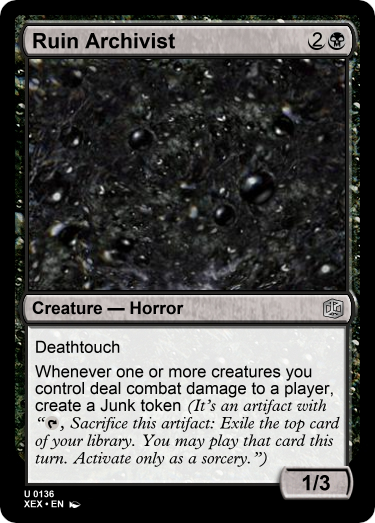 Ruin Archivist 2
Creature — Horror
Deathtouch
Whenever one or more creatures you
control deal combat damage to a player,
create a Junk token (It's an artifact with
“, Sacrifice this artifact: Exile the top card
of your library. You may play that card this
turn. Activate only as a sorcery.”)
1/3
U 0136
XEX • EN